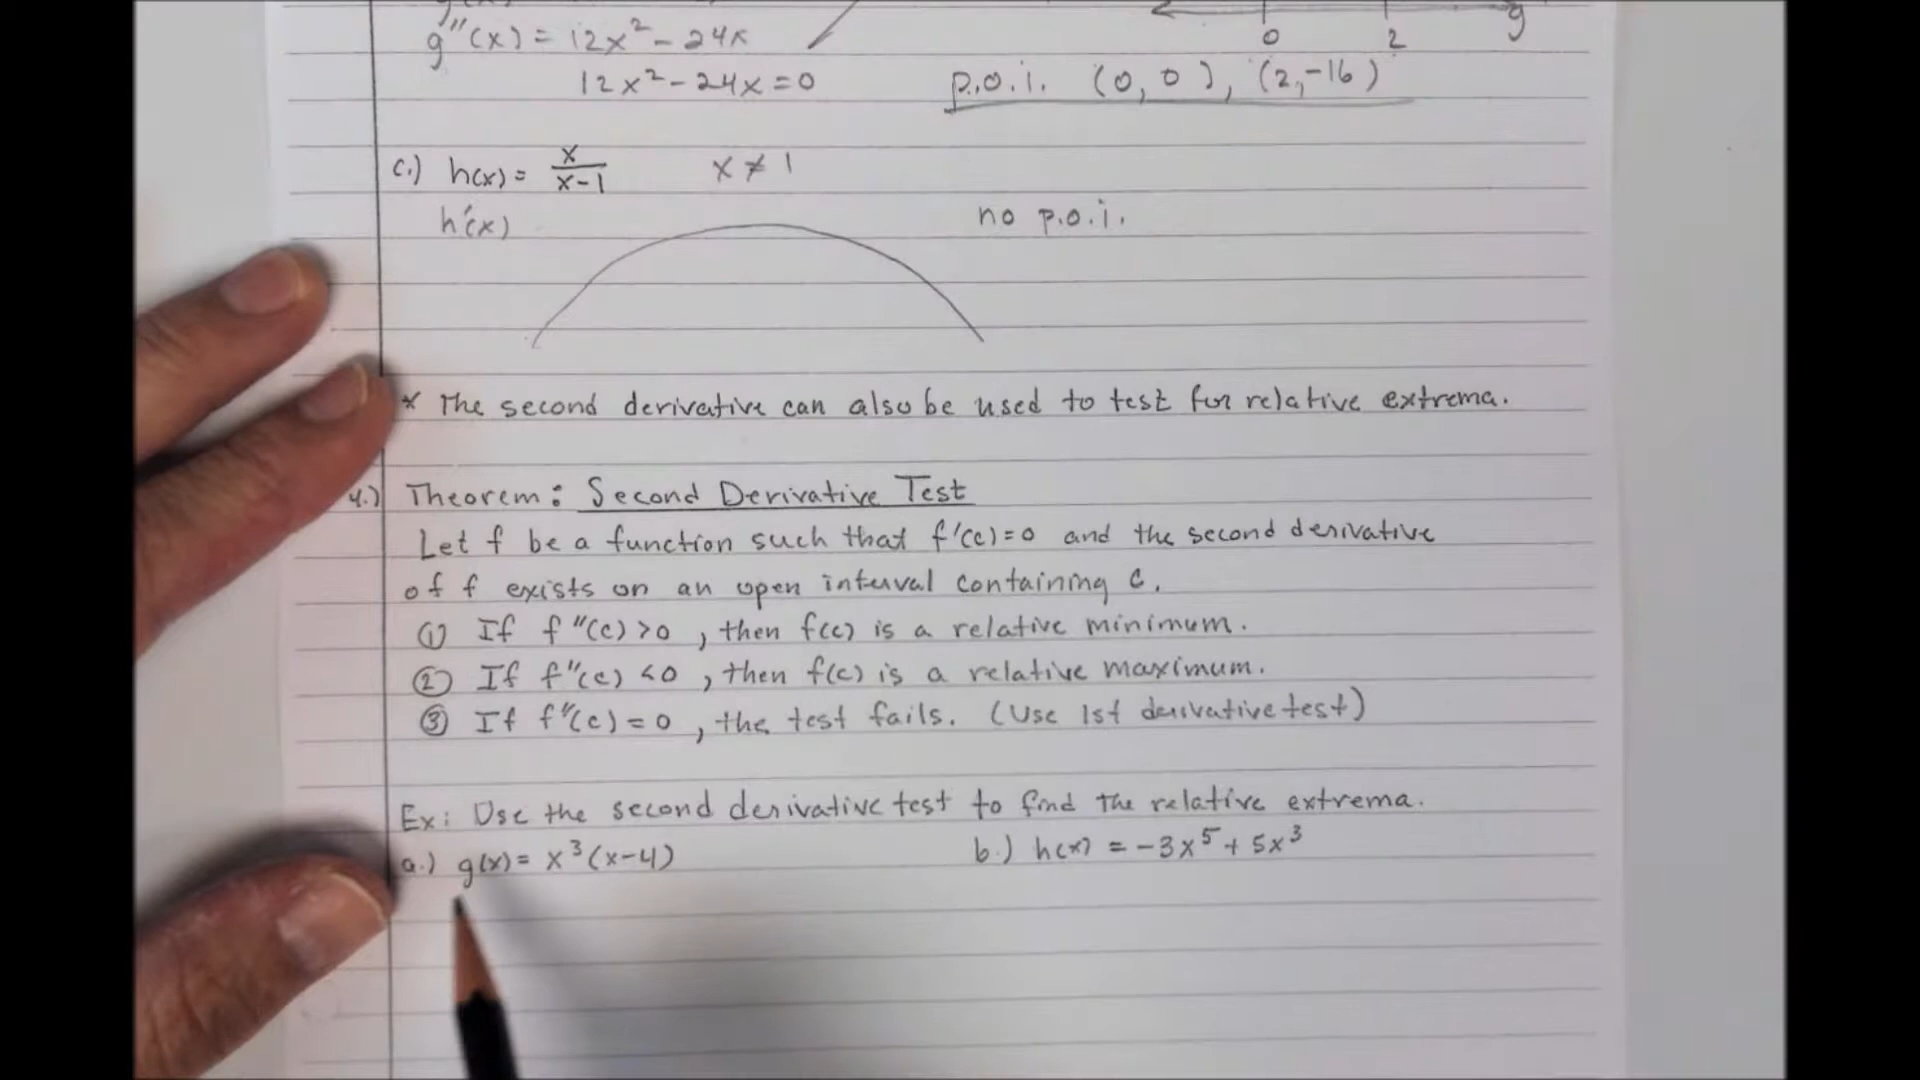 g''(x) = 12x² - 24x
12x² - 24x = 0
0 2 g
p.o.i. (0, 0), (2, -16)
c.) h(x) = x/(x-1) x ≠ 1
h'(x) no p.o.i.
* The second derivative can also be used to test for relative extrema.
4.) Theorem: Second Derivative Test
Let f be a function such that f'(c) = 0 and the second derivative
of f exists on an open interval containing c.
① If f''(c) > 0, then f(c) is a relative minimum.
② If f''(c) < 0, then f(c) is a relative maximum.
③ If f''(c) = 0, the test fails. (Use 1st derivative test)
Ex: Use the second derivative test to find the relative extrema.
a.) g(x) = x³(x-4) b.) h(x) = -3x⁵ + 5x³